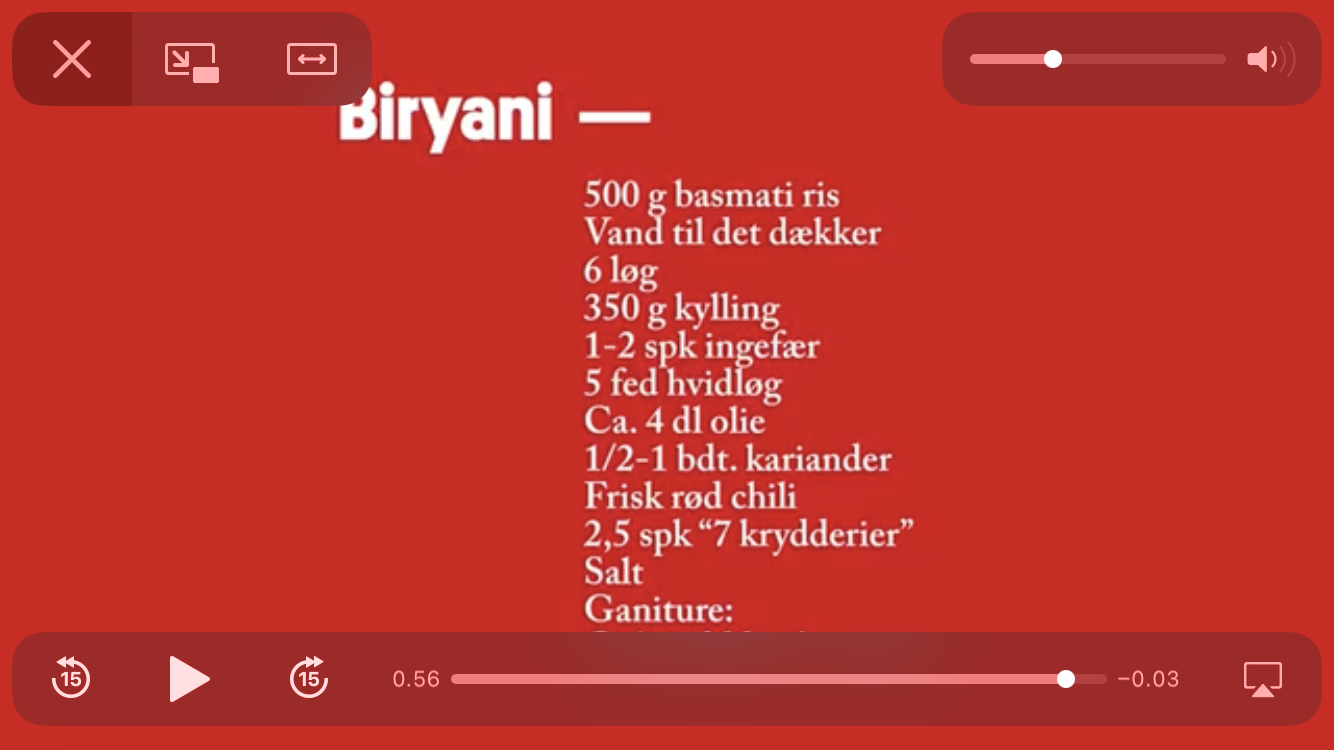 Biryani —
500 g basmati ris
Vand til det dækker
6 løg
350 g kylling
1-2 spk ingefær
5 fed hvidløg
Ca. 4 dl olie
1/2-1 bdt. kariander
Frisk rød chili
2,5 spk “7 krydderier”
Salt
Ganiture:
15
15
0.56
−0.03